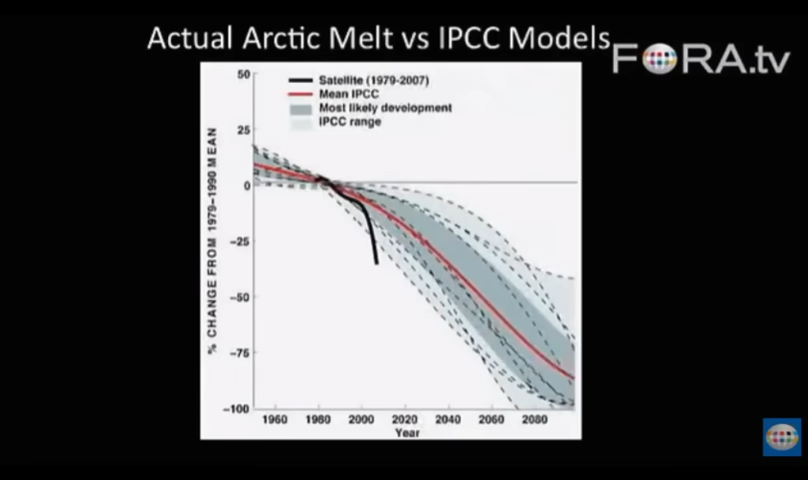 Actual Arctic Melt vs IPCC Models
FORA.tv
Satellite (1979-2007)
Mean IPCC
Most likely development
IPCC range
% CHANGE FROM 1979-1990 MEAN
50
25
0
-25
-50
-75
-100
1960 1980 2000 2020 2040 2060 2080
Year